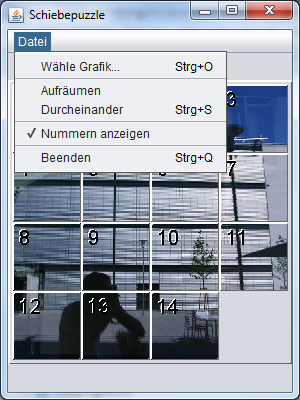 Schiebepuzzle
Datei
Wähle Grafik... Strg+O
Aufräumen
Durcheinander Strg+S
Nummern anzeigen
Beenden Strg+Q
3
7
8 9 10 11
12 13 14